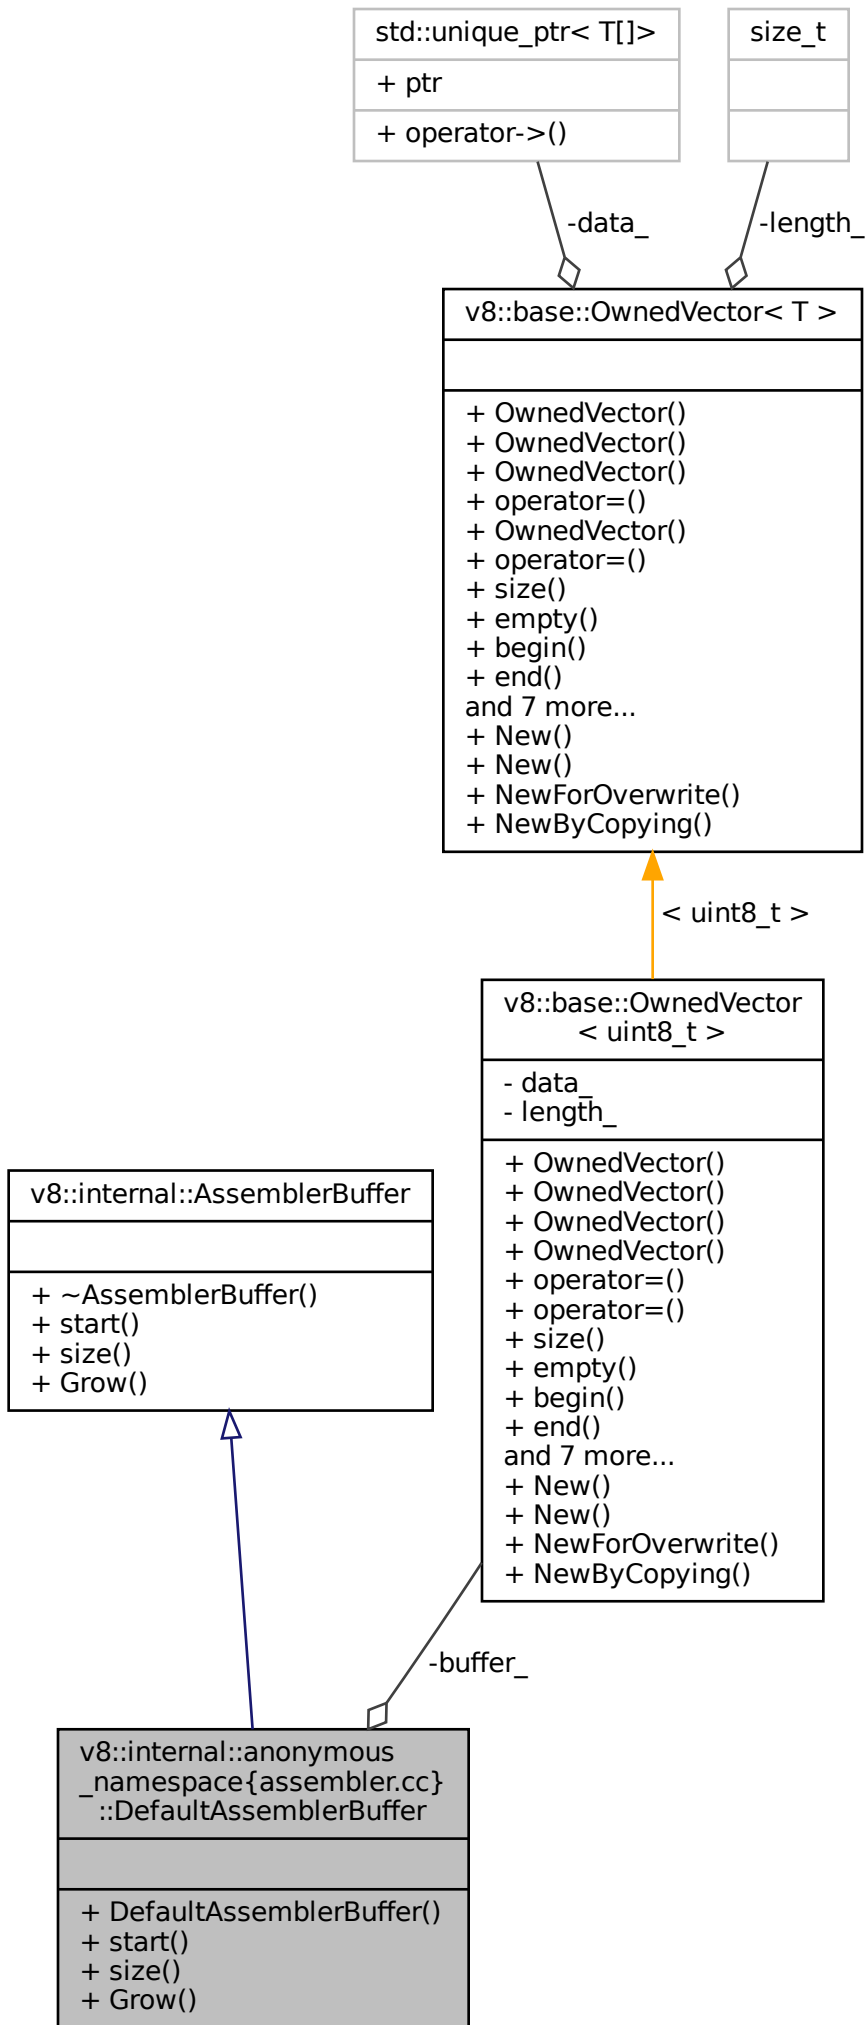 std::unique_ptr< T[]>
+ ptr
+ operator->()
size_t
-data_
-length_
v8::base::OwnedVector< T >
+ OwnedVector()
+ OwnedVector()
+ OwnedVector()
+ operator=()
+ OwnedVector()
+ operator=()
+ size()
+ empty()
+ begin()
+ end()
and 7 more...
+ New()
+ New()
+ NewForOverwrite()
+ NewByCopying()
< uint8_t >
v8::base::OwnedVector
< uint8_t >
- data_
- length_
+ OwnedVector()
+ OwnedVector()
+ OwnedVector()
+ OwnedVector()
+ operator=()
+ operator=()
+ size()
+ empty()
+ begin()
+ end()
and 7 more...
+ New()
+ New()
+ NewForOverwrite()
+ NewByCopying()
v8::internal::AssemblerBuffer
+ ~AssemblerBuffer()
+ start()
+ size()
+ Grow()
-buffer_
v8::internal::anonymous
_namespace{assembler.cc}
::DefaultAssemblerBuffer
+ DefaultAssemblerBuffer()
+ start()
+ size()
+ Grow()